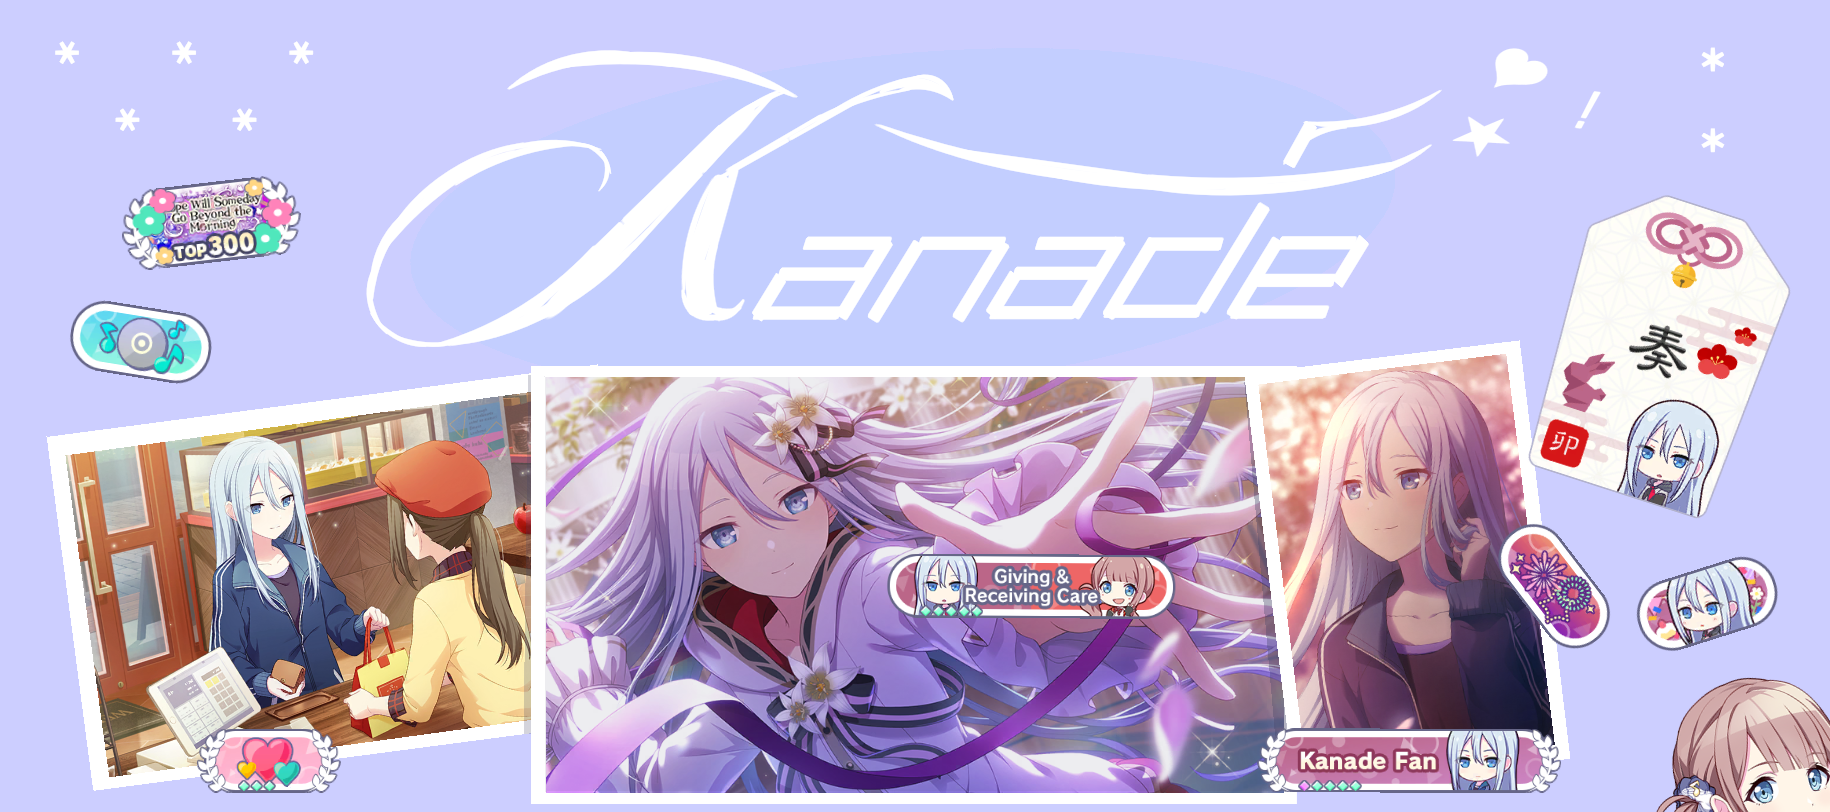 Kanade
pe Will Someday
Go Beyond the
Morning
TOP 300
奏
卯
Giving &
Receiving Care
Kanade Fan